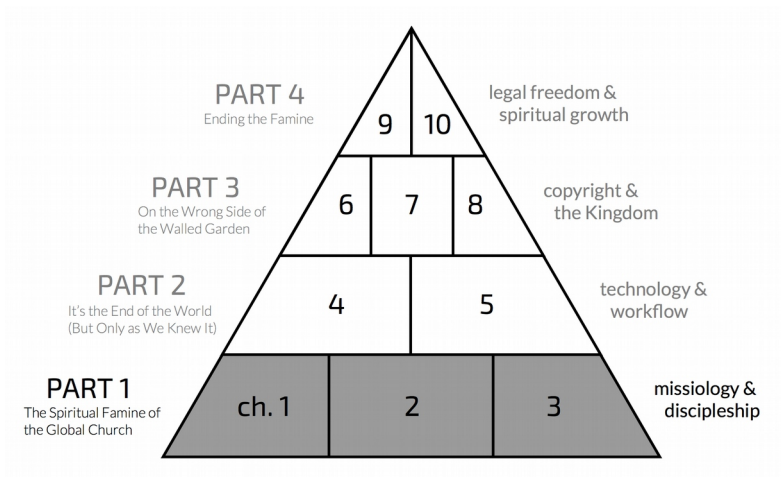 PART 4
Ending the Famine
9
10
legal freedom &
spiritual growth
PART 3
On the Wrong Side of
the Walled Garden
6
7
8
copyright &
the Kingdom
PART 2
It's the End of the World
(But Only as We Knew It)
4
5
technology &
workflow
PART 1
The Spiritual Famine of
the Global Church
ch. 1
2
3
missiology &
discipleship